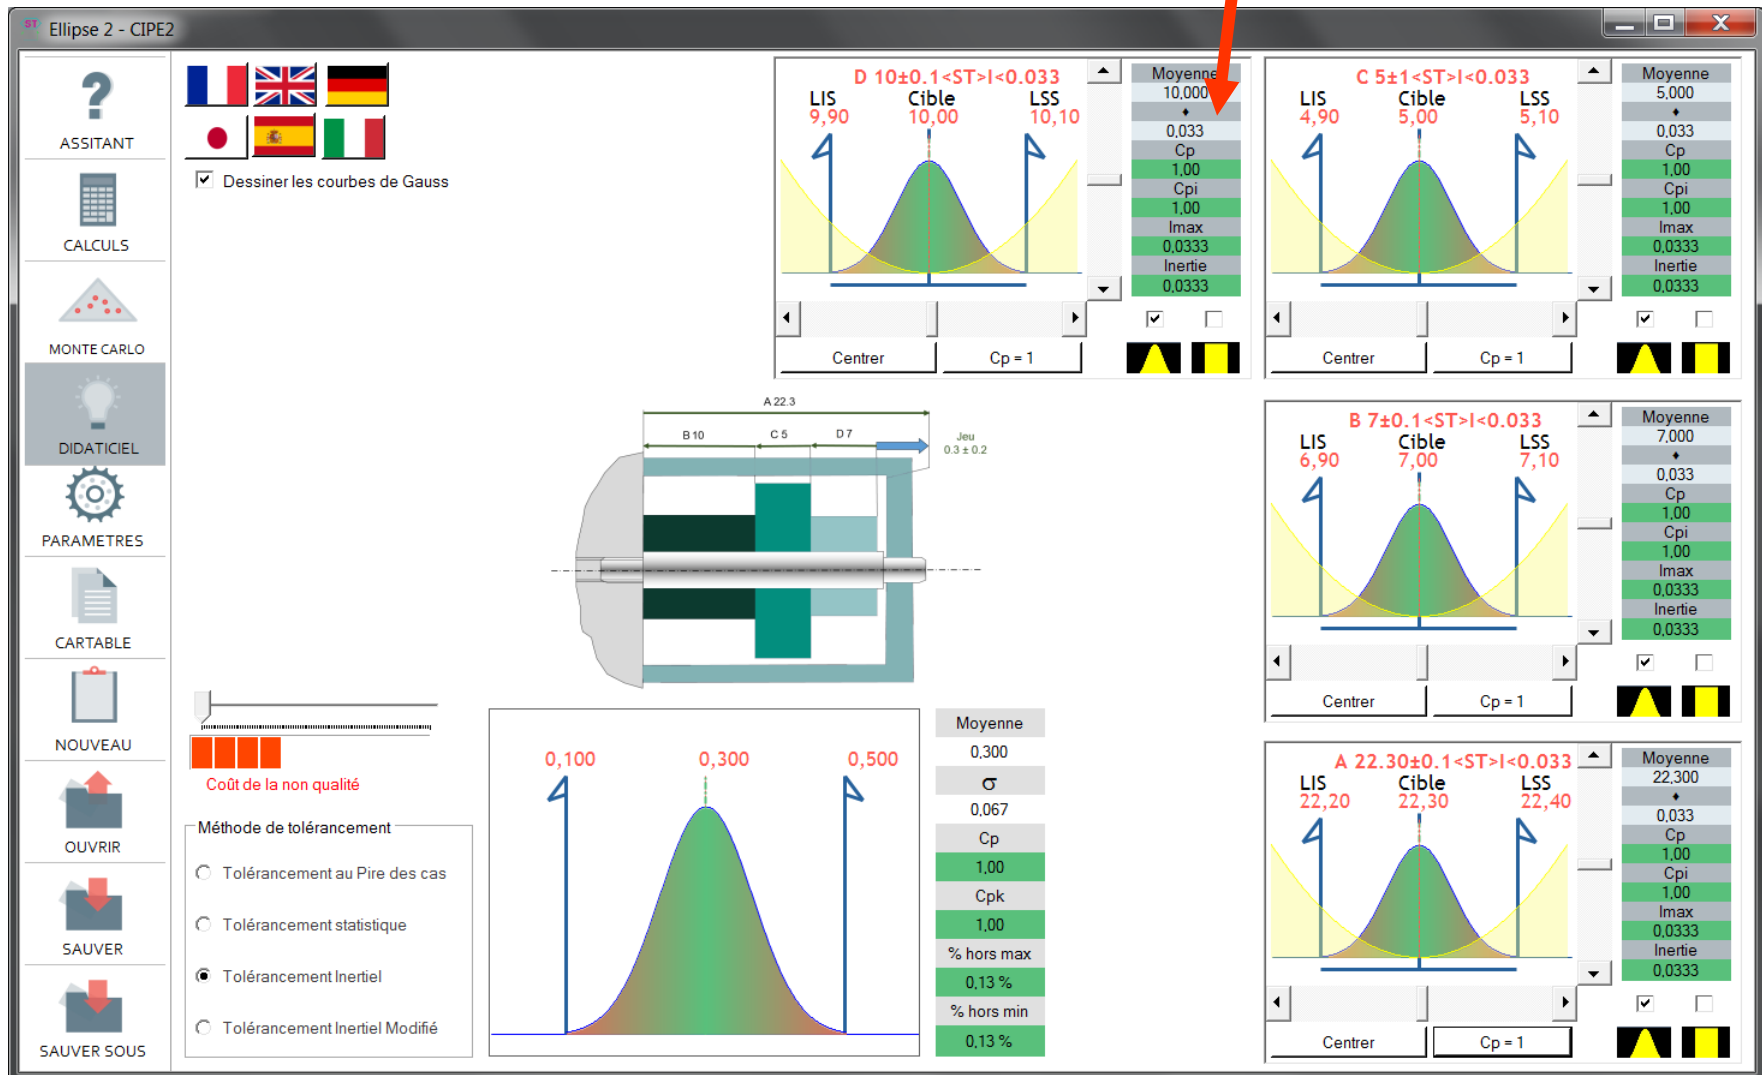 Ellipse 2 - CIPE2
ASSITANT
CALCULS
MONTE CARLO
DIDATICIEL
PARAMETRES
CARTABLE
NOUVEAU
OUVRIR
SAUVER
SAUVER SOUS
Dessiner les courbes de Gauss
D 10±0.1<ST>I<0.033
LIS Cible LSS
9,90 10,00 10,10
Centrer
Cp = 1
Moyenne
10,000
♦
0,033
Cp
1,00
Cpi
1,00
Imax
0,0333
Inertie
0,0333
C 5±1<ST>I<0.033
LIS Cible LSS
4,90 5,00 5,10
Centrer
Cp = 1
Moyenne
5,000
♦
0,033
Cp
1,00
Cpi
1,00
Imax
0,0333
Inertie
0,0333
A 22.3
B 10 C 5 D 7
Jeu
0.3 ± 0.2
B 7±0.1<ST>I<0.033
LIS Cible LSS
6,90 7,00 7,10
Centrer
Cp = 1
Moyenne
7,000
♦
0,033
Cp
1,00
Cpi
1,00
Imax
0,0333
Inertie
0,0333
Coût de la non qualité
Méthode de tolérancement
Tolérancement au Pire des cas
Tolérancement statistique
Tolérancement Inertiel
Tolérancement Inertiel Modifié
0,100 0,300 0,500
Moyenne
0,300
σ
0,067
Cp
1,00
Cpk
1,00
% hors max
0,13 %
% hors min
0,13 %
A 22.30±0.1<ST>I<0.033
LIS Cible LSS
22,20 22,30 22,40
Centrer
Cp = 1
Moyenne
22,300
♦
0,033
Cp
1,00
Cpi
1,00
Imax
0,0333
Inertie
0,0333